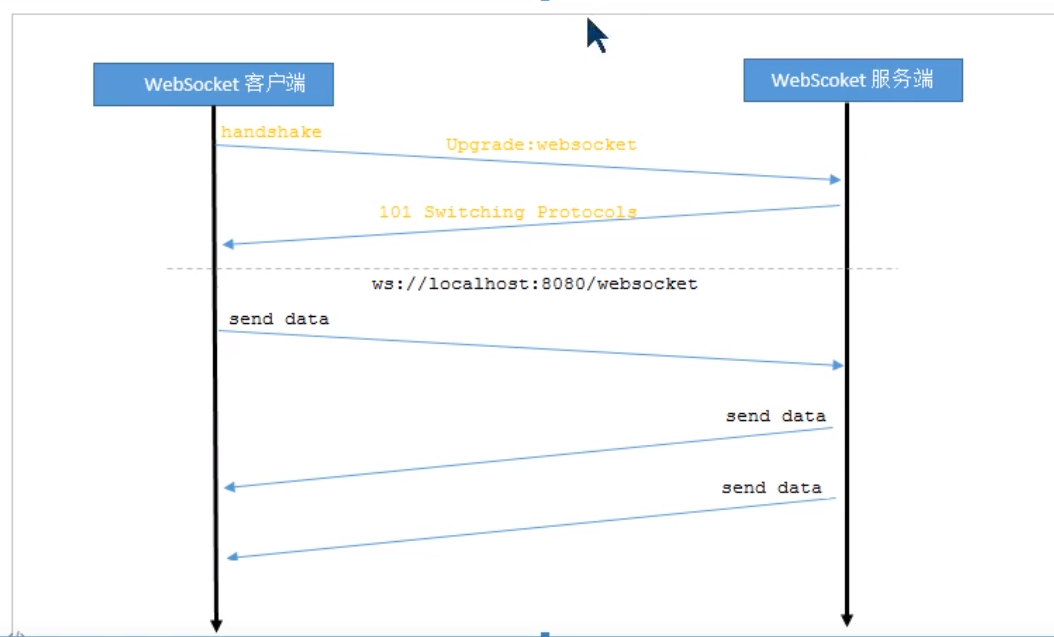 WebSocket 客户端
WebScoket 服务端
handshake
Upgrade:websocket
101 Switching Protocols
ws://localhost:8080/websocket
send data
send data
send data